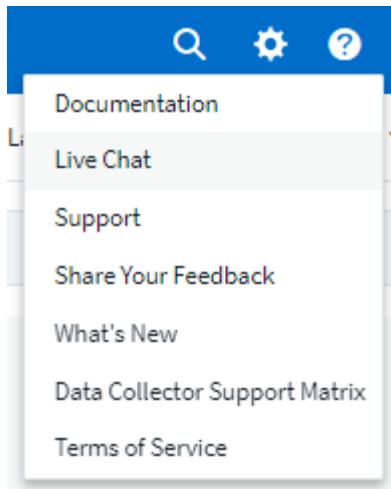 Documentation
Live Chat
Support
Share Your Feedback
What's New
Data Collector Support Matrix
Terms of Service